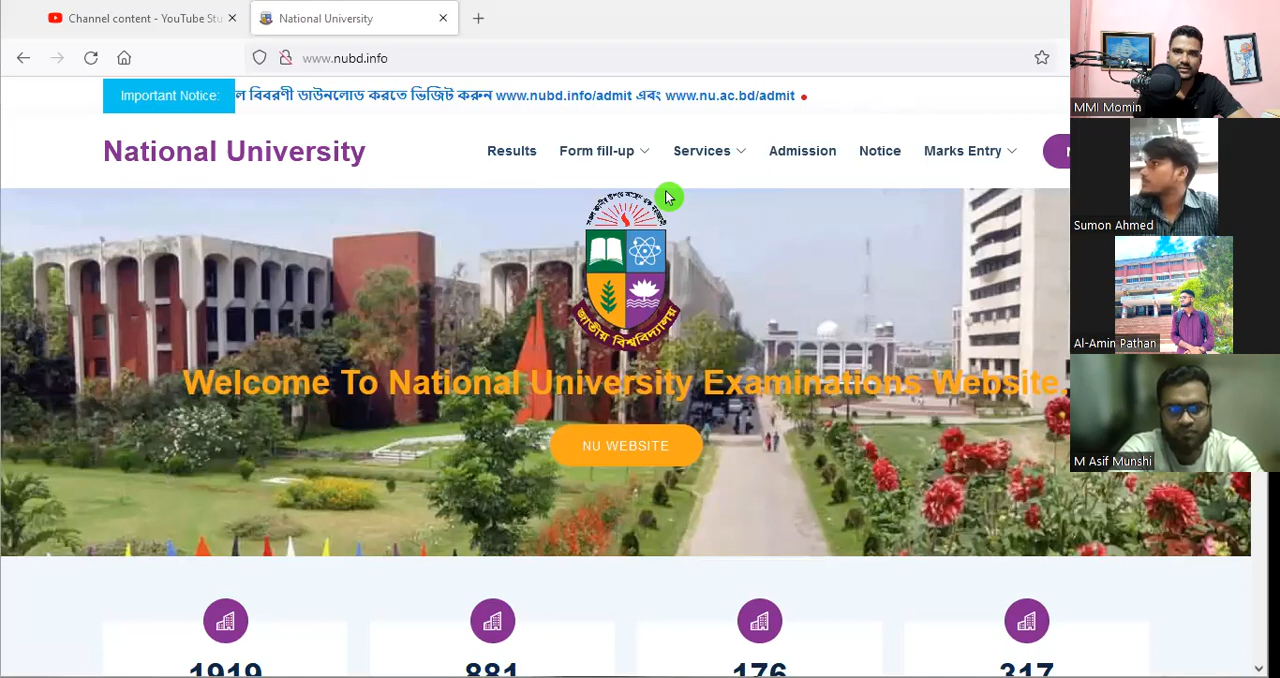 Channel content - YouTube Stu
National University
www.nubd.info
Important Notice:
ল বিবরণী ডাউনলোড করতে ভিজিট করুন www.nubd.info/admit এবং www.nu.ac.bd/admit
National University
Results
Form fill-up
Services
Admission
Notice
Marks Entry
জাতীয় বিশ্ববিদ্যালয়
Welcome To National University Examinations Website.
NU WEBSITE
1919
881
176
317
MMI Momin
Sumon Ahmed
Al-Amin Pathan
M Asif Munshi